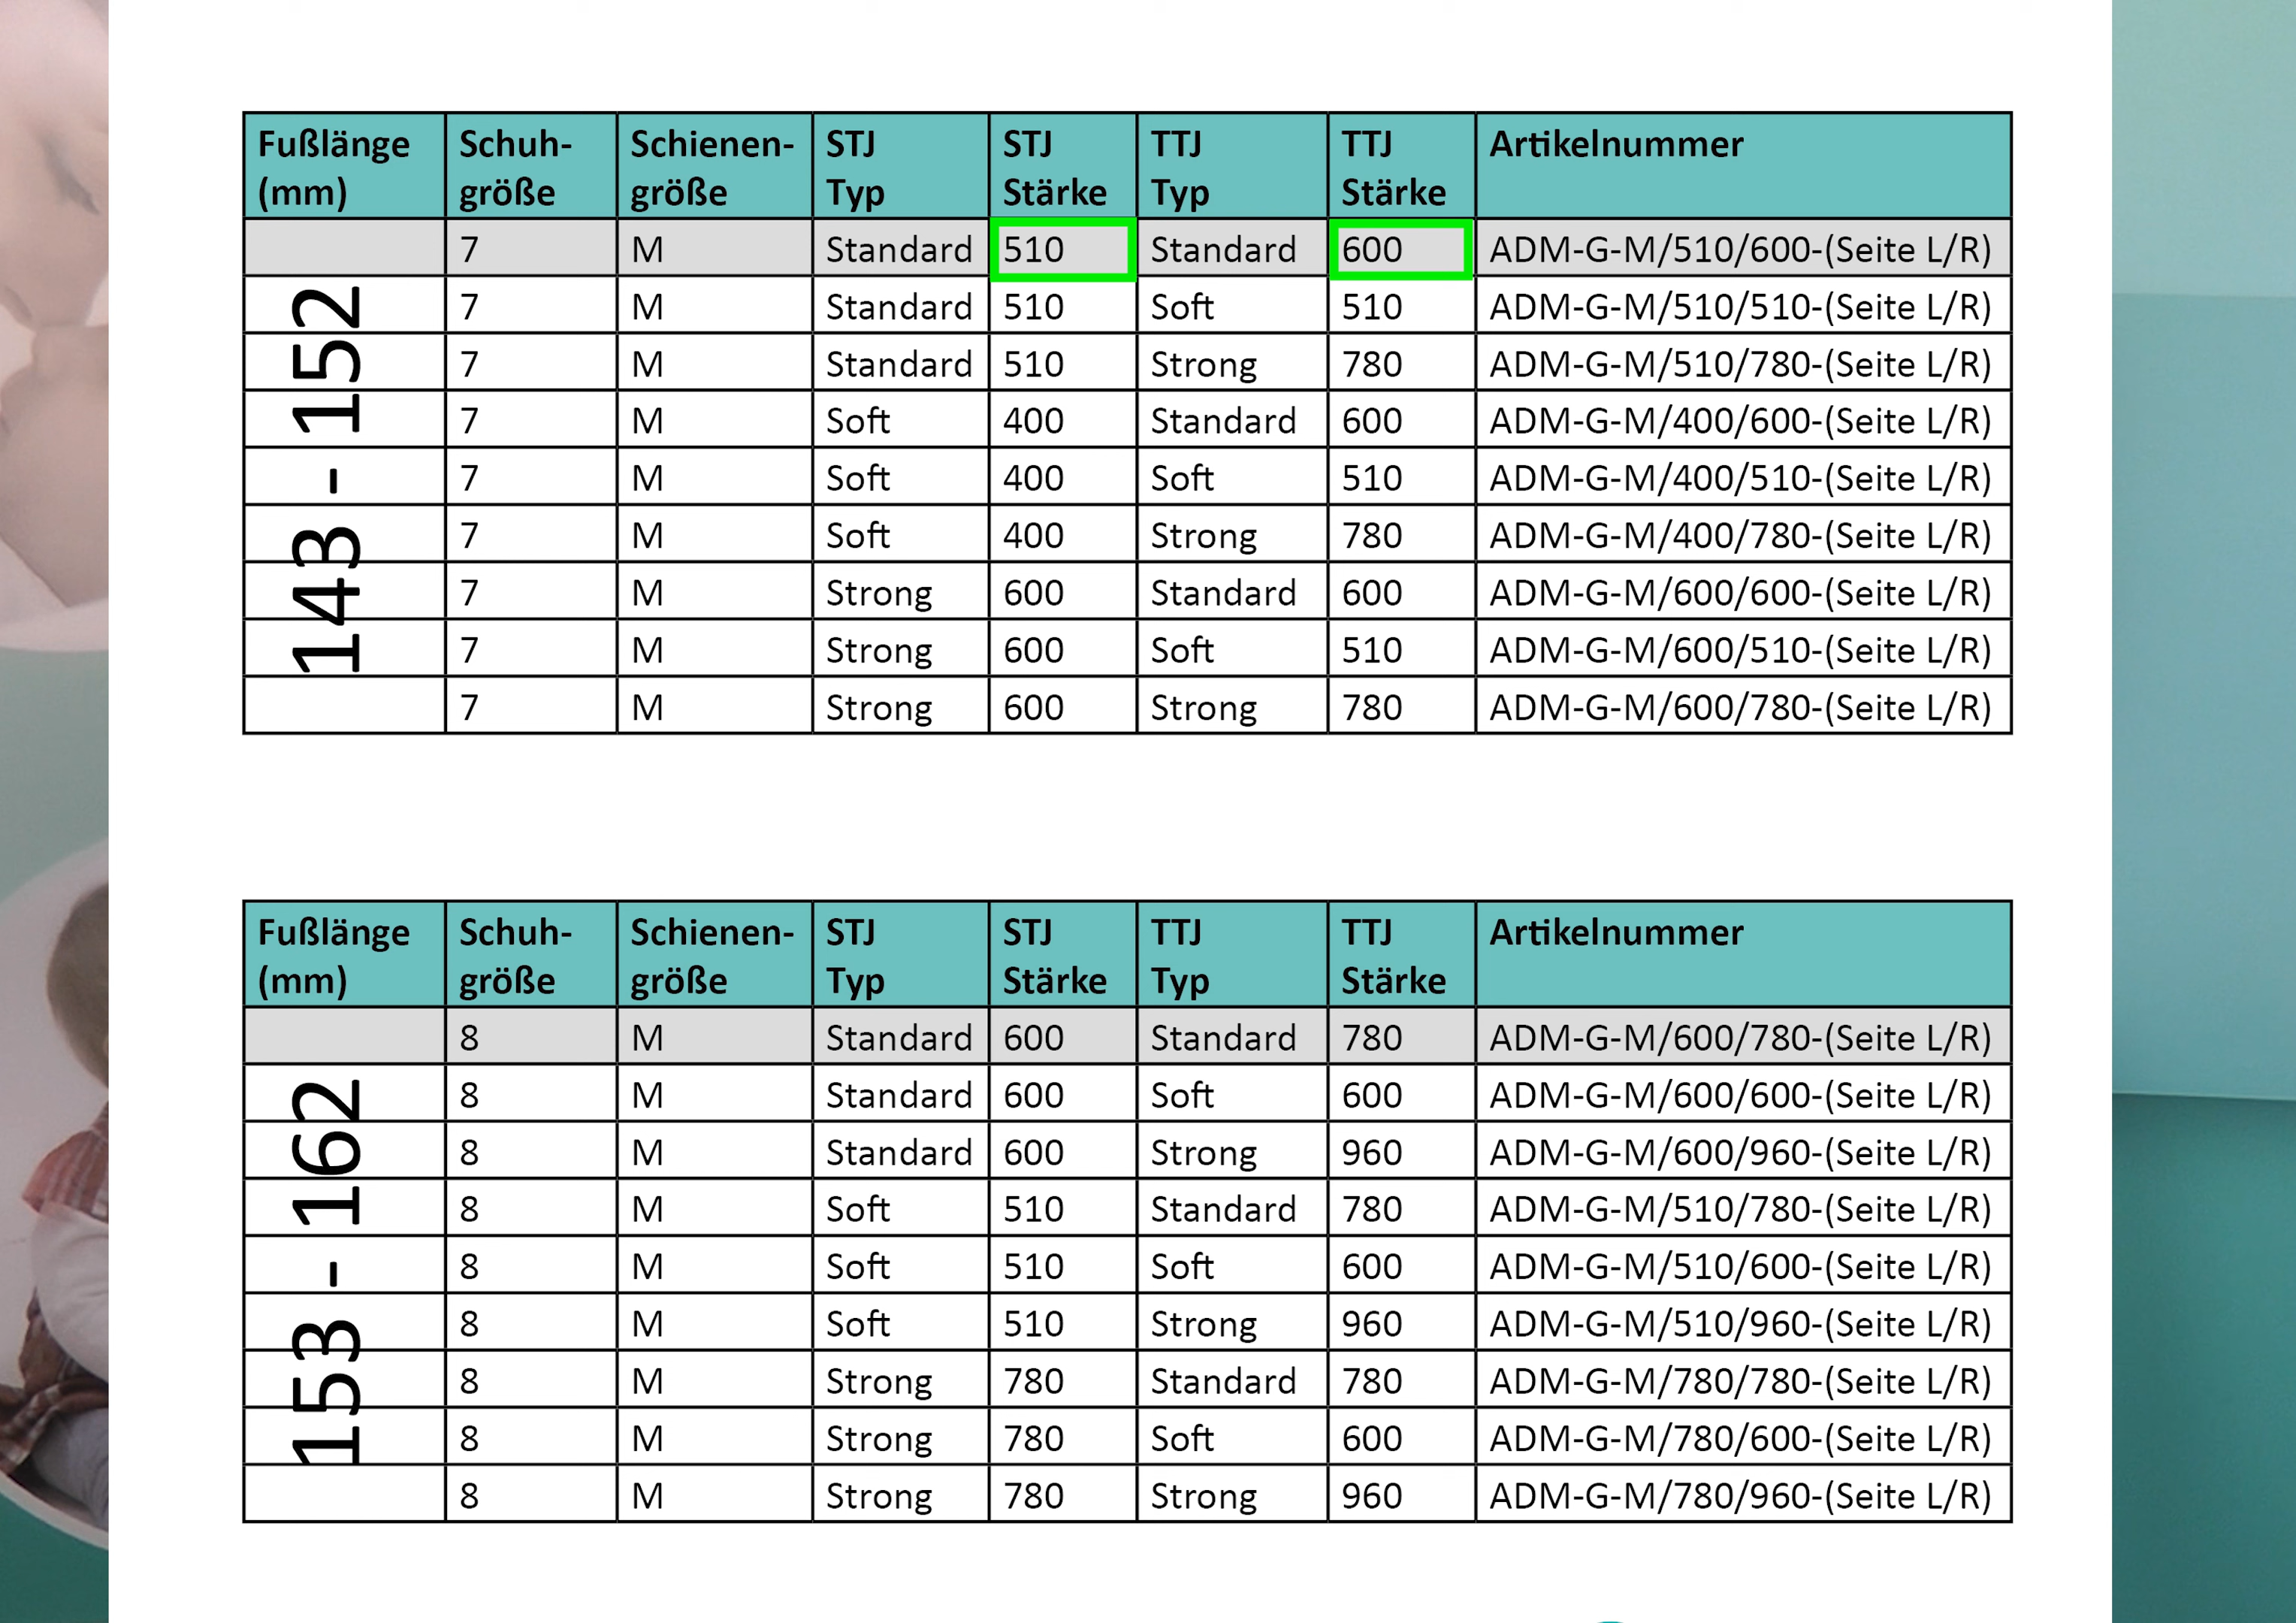 Fußlänge (mm) Schuh-größe Schienen-größe STJ Typ STJ Stärke TTJ Typ TTJ Stärke Artikelnummer
143 - 152
7 M Standard 510 Standard 600 ADM-G-M/510/600-(Seite L/R)
7 M Standard 510 Soft 510 ADM-G-M/510/510-(Seite L/R)
7 M Standard 510 Strong 780 ADM-G-M/510/780-(Seite L/R)
7 M Soft 400 Standard 600 ADM-G-M/400/600-(Seite L/R)
7 M Soft 400 Soft 510 ADM-G-M/400/510-(Seite L/R)
7 M Soft 400 Strong 780 ADM-G-M/400/780-(Seite L/R)
7 M Strong 600 Standard 600 ADM-G-M/600/600-(Seite L/R)
7 M Strong 600 Soft 510 ADM-G-M/600/510-(Seite L/R)
7 M Strong 600 Strong 780 ADM-G-M/600/780-(Seite L/R)
Fußlänge (mm) Schuh-größe Schienen-größe STJ Typ STJ Stärke TTJ Typ TTJ Stärke Artikelnummer
153 - 162
8 M Standard 600 Standard 780 ADM-G-M/600/780-(Seite L/R)
8 M Standard 600 Soft 600 ADM-G-M/600/600-(Seite L/R)
8 M Standard 600 Strong 960 ADM-G-M/600/960-(Seite L/R)
8 M Soft 510 Standard 780 ADM-G-M/510/780-(Seite L/R)
8 M Soft 510 Soft 600 ADM-G-M/510/600-(Seite L/R)
8 M Soft 510 Strong 960 ADM-G-M/510/960-(Seite L/R)
8 M Strong 780 Standard 780 ADM-G-M/780/780-(Seite L/R)
8 M Strong 780 Soft 600 ADM-G-M/780/600-(Seite L/R)
8 M Strong 780 Strong 960 ADM-G-M/780/960-(Seite L/R)